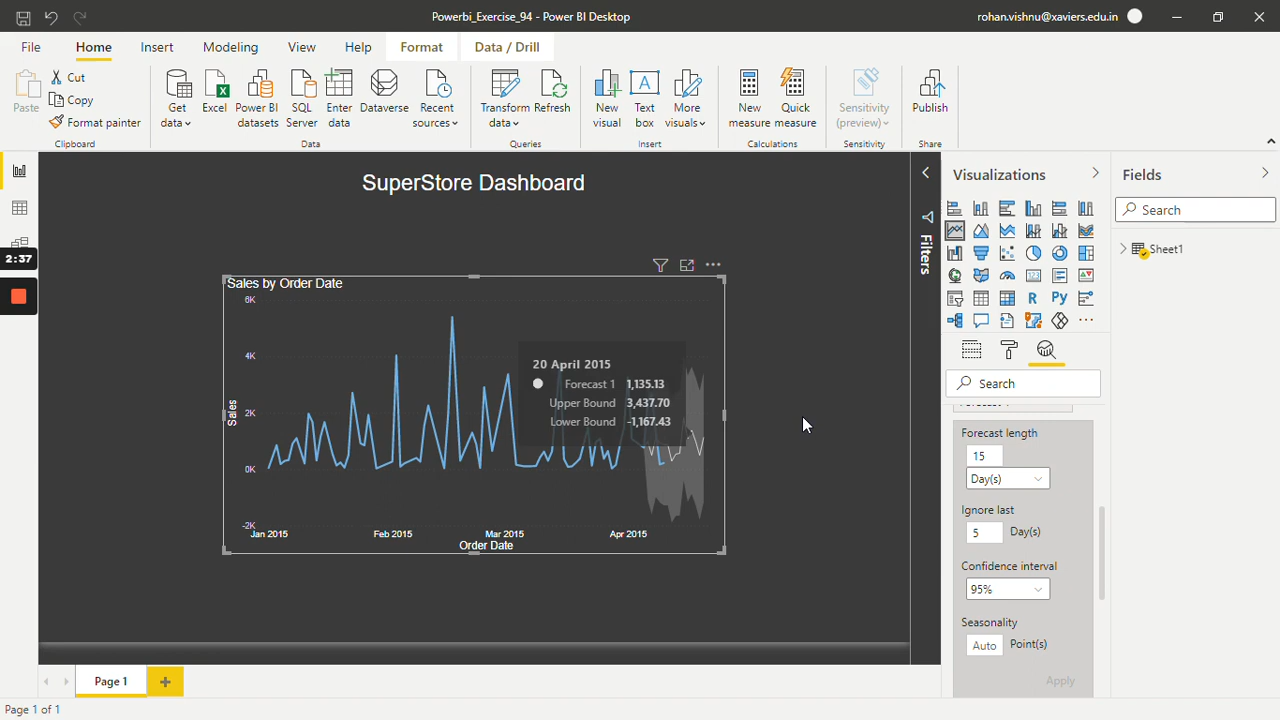 Powerbi_Exercise_94 - Power BI Desktop
rohan.vishnu@xaviers.edu.in
File Home Insert Modeling View Help Format Data / Drill
Paste
Cut
Copy
Format painter
Clipboard
Get data
Excel
Power BI datasets
SQL Server
Enter data
Dataverse
Recent sources
Data
Transform data
Refresh
Queries
New visual
Text box
More visuals
Insert
New measure
Quick measure
Calculations
Sensitivity (preview)
Sensitivity
Publish
Share
2:37
SuperStore Dashboard
Sales by Order Date
6K
4K
2K
0K
-2K
Sales
Jan 2015 Feb 2015 Mar 2015 Apr 2015
Order Date
20 April 2015
Forecast 1 1,135.13
Upper Bound 3,437.70
Lower Bound -1,167.43
Filters
Visualizations
R Py
Search
Forecast length
15
Day(s)
Ignore last
5 Day(s)
Confidence interval
95%
Seasonality
Auto Point(s)
Apply
Fields
Search
Sheet1
Page 1
Page 1 of 1